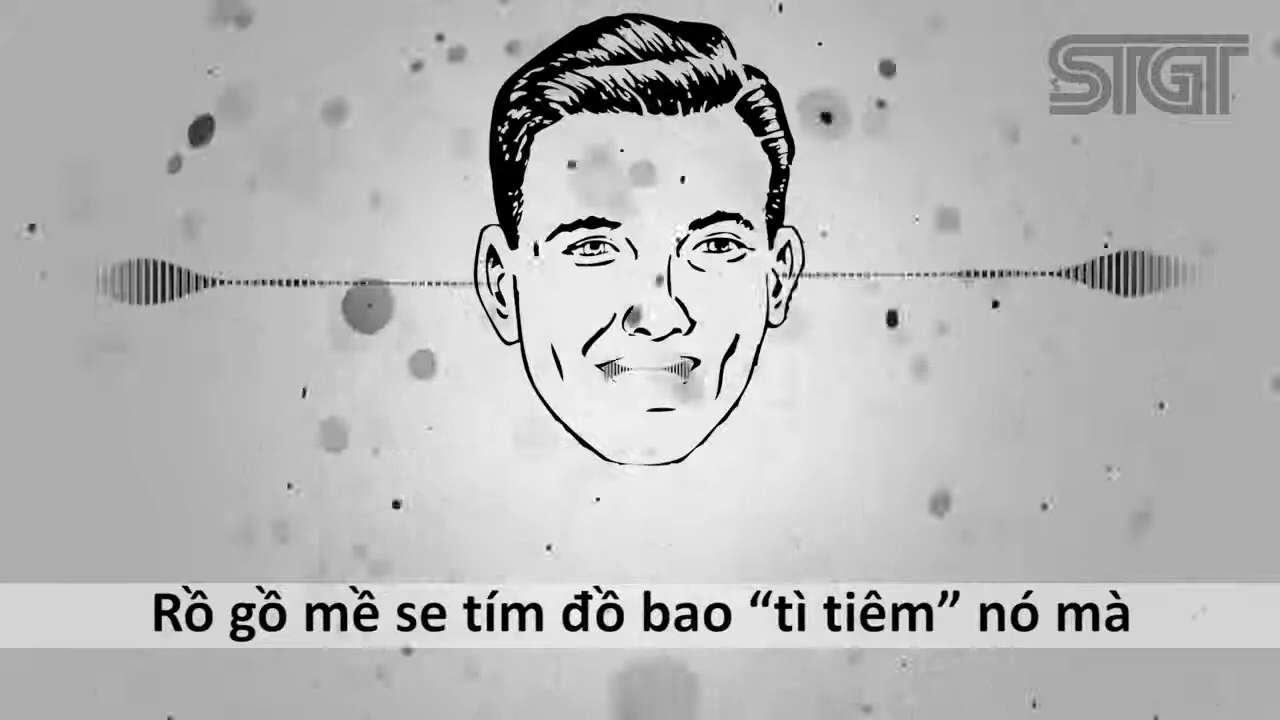 STGT
Rồ gồ mề se tím đồ bao “tì tiêm” nó mà